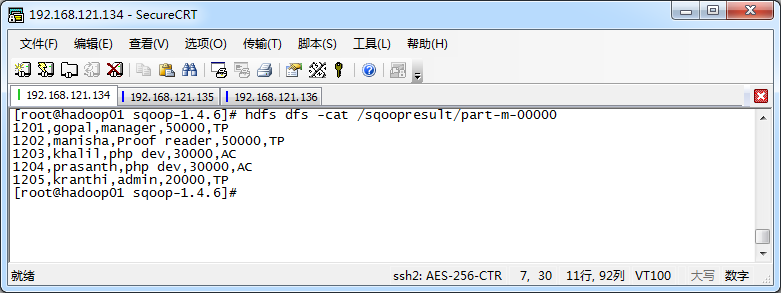 192.168.121.134 - SecureCRT
文件(F) 编辑(E) 查看(V) 选项(O) 传输(T) 脚本(S) 工具(L) 帮助(H)
192.168.121.134 192.168.121.135 192.168.121.136
[root@hadoop01 sqoop-1.4.6]# hdfs dfs -cat /sqoopresult/part-m-00000
1201,gopal,manager,50000,TP
1202,manisha,Proof reader,50000,TP
1203,khalil,php dev,30000,AC
1204,prasanth,php dev,30000,AC
1205,kranthi,admin,20000,TP
[root@hadoop01 sqoop-1.4.6]#
就绪 ssh2: AES-256-CTR 7, 30 11行, 92列 VT100 大写 数字